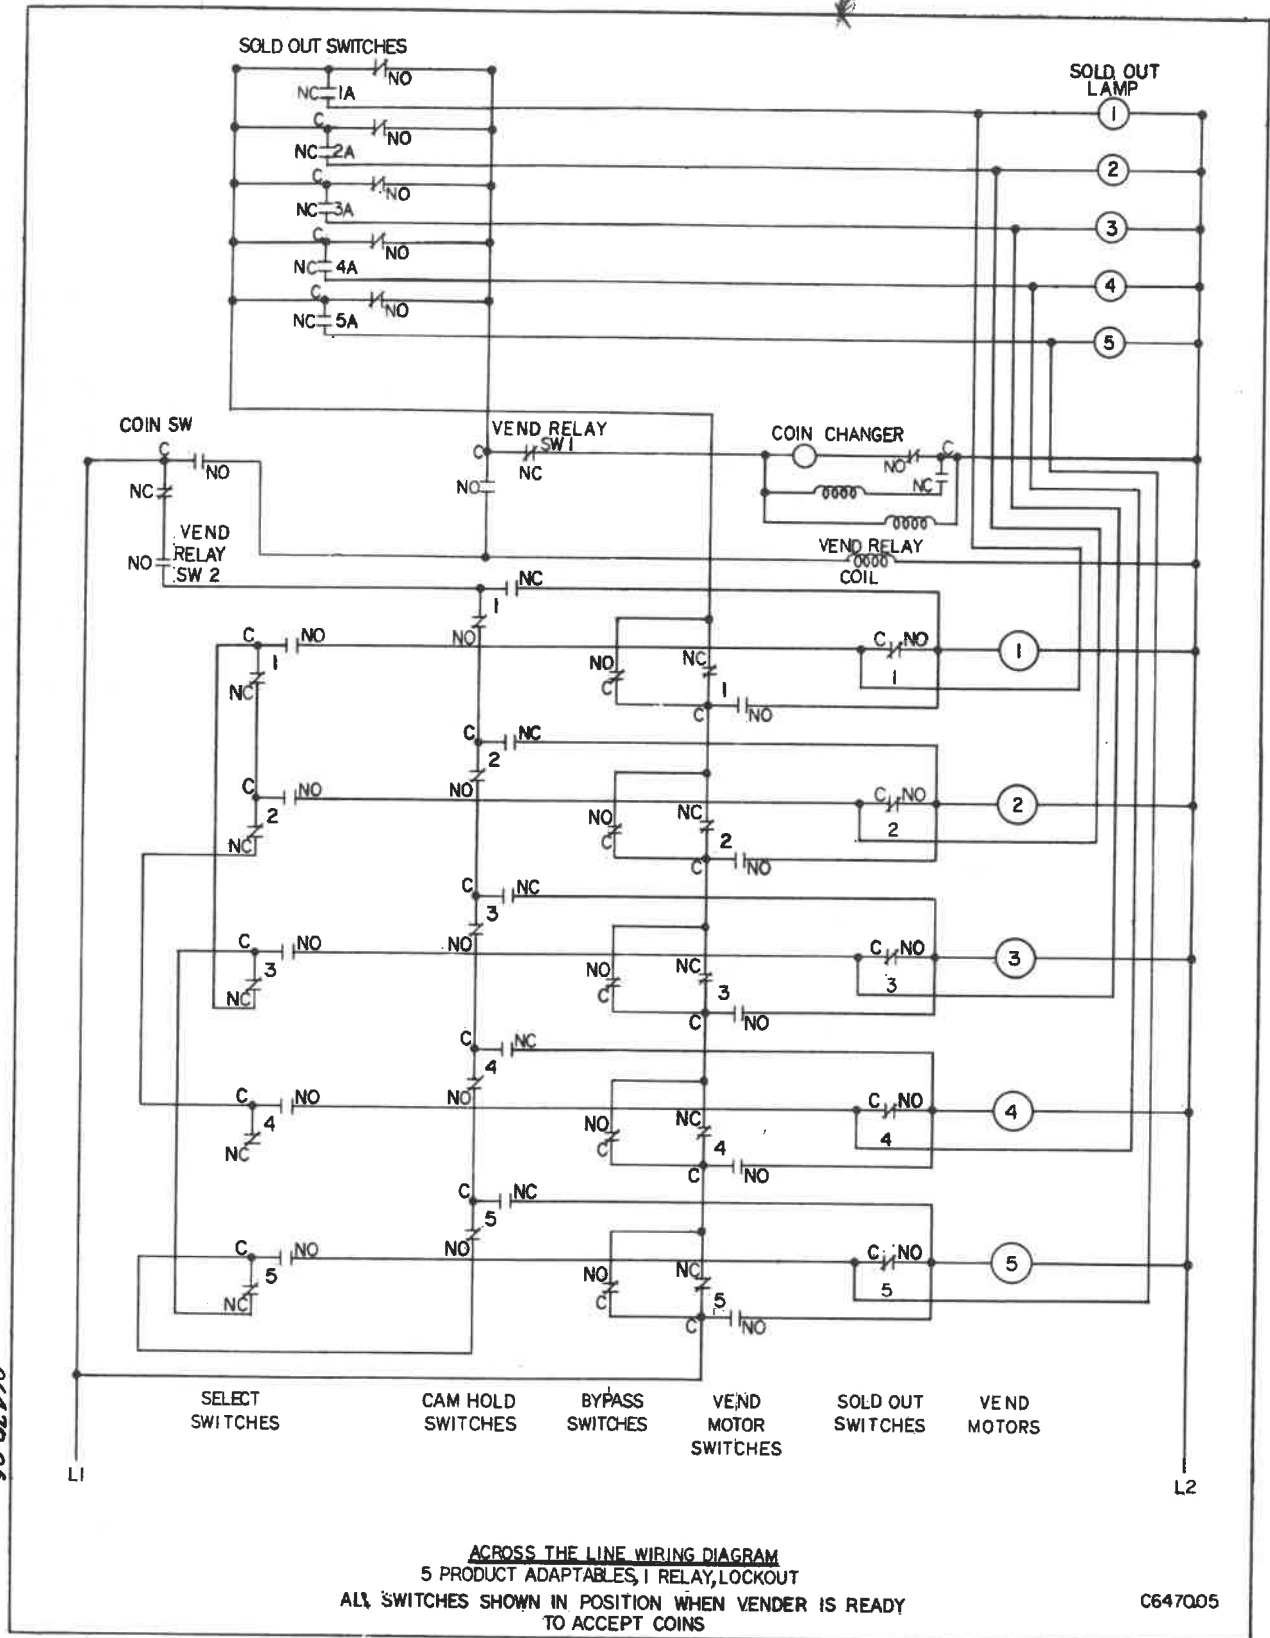 SOLD OUT SWITCHES
NO
NC 1A
SOLD OUT
LAMP
1
C
NO
NC 2A
2
C
NO
NC 3A
3
C
NO
NC 4A
4
C
NO
NC 5A
5
COIN SW
C
NO
NC
VEND
RELAY
SW 2
NO
VEND RELAY
SW 1
C
NC
NO
COIN CHANGER
NO
C
NC
VEND RELAY
COIL
NC
1
NO
C NO
1
NC
NO
C
NC
1
C
NO
C NO
1
1
C NC
2
NO
C NO
2
NC
NO
C
NC
2
C
NO
C NO
2
2
C NC
3
NO
C NO
3
NC
NO
C
NC
3
C
NO
C NO
3
3
C NC
4
NO
C NO
4
NC
NO
C
NC
4
C
NO
C NO
4
4
C NC
5
NO
C NO
5
NC
NO
C
NC
5
C
NO
C NO
5
5
SELECT
SWITCHES
CAM HOLD
SWITCHES
BYPASS
SWITCHES
VEND
MOTOR
SWITCHES
SOLD OUT
SWITCHES
VEND
MOTORS
L1
L2
ACROSS THE LINE WIRING DIAGRAM
5 PRODUCT ADAPTABLES, 1 RELAY, LOCKOUT
ALL SWITCHES SHOWN IN POSITION WHEN VENDER IS READY
TO ACCEPT COINS
C647005